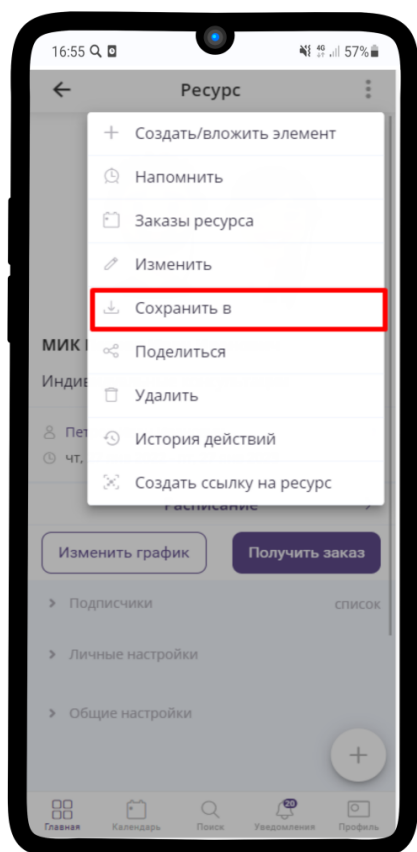 16:55
57%
Ресурс
Создать/вложить элемент
Напомнить
Заказы ресурса
Изменить
Сохранить в
МИК
Поделиться
Индив
Удалить
Пет
История действий
чт,
Создать ссылку на ресурс
Расписание
Изменить график
Получить заказ
Подписчики
список
Личные настройки
Общие настройки
20
Главная
Календарь
Поиск
Уведомления
Профиль